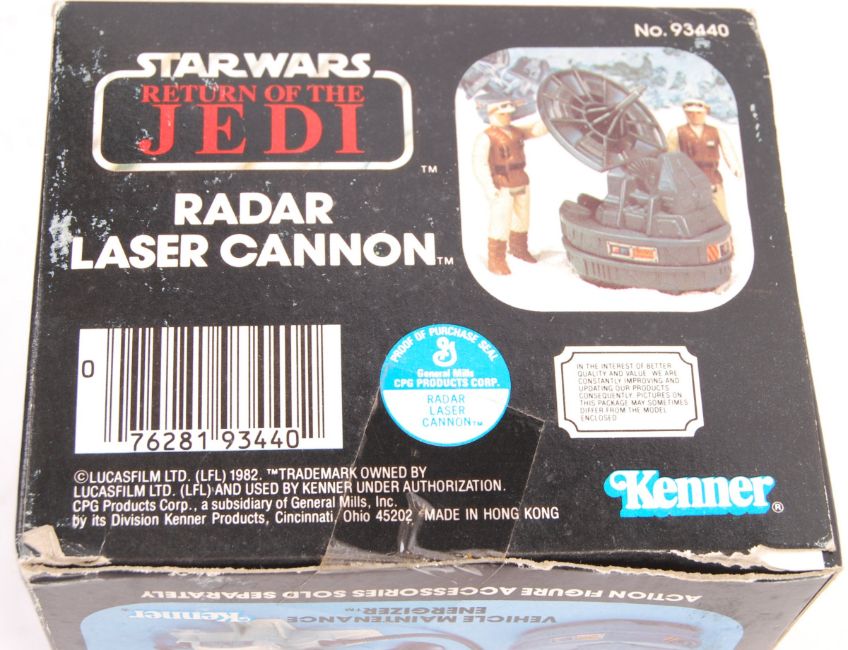 No. 93440
STAR WARS
RETURN OF THE
JEDI
TM
RADAR
LASER CANNON TM
0
76281 93440
PROOF OF PURCHASE SEAL
G
General Mills
CPG PRODUCTS CORP.
RADAR
LASER
CANNON TM
IN THE INTEREST OF BETTER
QUALITY AND VALUE WE ARE
CONSTANTLY IMPROVING AND
UPDATING OUR PRODUCTS
CONSEQUENTLY, PICTURES ON
THIS PACKAGE MAY SOMETIMES
DIFFER FROM THE MODEL
ENCLOSED
©LUCASFILM LTD. (LFL) 1982. ™TRADEMARK OWNED BY
LUCASFILM LTD. (LFL) AND USED BY KENNER UNDER AUTHORIZATION.
CPG Products Corp., a subsidiary of General Mills, Inc.
by its Division Kenner Products, Cincinnati, Ohio 45202 MADE IN HONG KONG
Kenner®
ACTION FIGURE ACCESSORIES SOLD SEPARATELY
Kenner
VEHICLE MAINTENANCE
ENERGIZER™